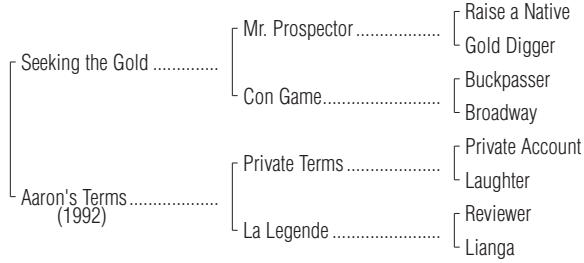 Raise a Native
Mr. Prospector ..................
Gold Digger
Seeking the Gold ..............
Buckpasser
Con Game.........................
Broadway
Private Account
Private Terms ....................
Laughter
Aaron's Terms...................
(1992)
Reviewer
La Legende .......................
Lianga